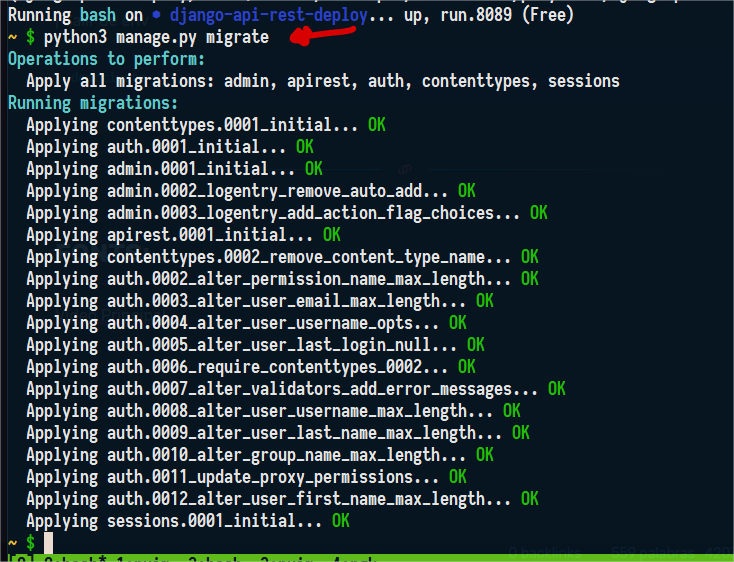 Running bash on ● django-api-rest-deploy... up, run.8089 (Free)
~ $ python3 manage.py migrate
Operations to perform:
  Apply all migrations: admin, apirest, auth, contenttypes, sessions
Running migrations:
  Applying contenttypes.0001_initial... OK
  Applying auth.0001_initial... OK
  Applying admin.0001_initial... OK
  Applying admin.0002_logentry_remove_auto_add... OK
  Applying admin.0003_logentry_add_action_flag_choices... OK
  Applying apirest.0001_initial... OK
  Applying contenttypes.0002_remove_content_type_name... OK
  Applying auth.0002_alter_permission_name_max_length... OK
  Applying auth.0003_alter_user_email_max_length... OK
  Applying auth.0004_alter_user_username_opts... OK
  Applying auth.0005_alter_user_last_login_null... OK
  Applying auth.0006_require_contenttypes_0002... OK
  Applying auth.0007_alter_validators_add_error_messages... OK
  Applying auth.0008_alter_user_username_max_length... OK
  Applying auth.0009_alter_user_last_name_max_length... OK
  Applying auth.0010_alter_group_name_max_length... OK
  Applying auth.0011_update_proxy_permissions... OK
  Applying auth.0012_alter_user_first_name_max_length... OK
  Applying sessions.0001_initial... OK
~ $
0 backlinks 559 palabras